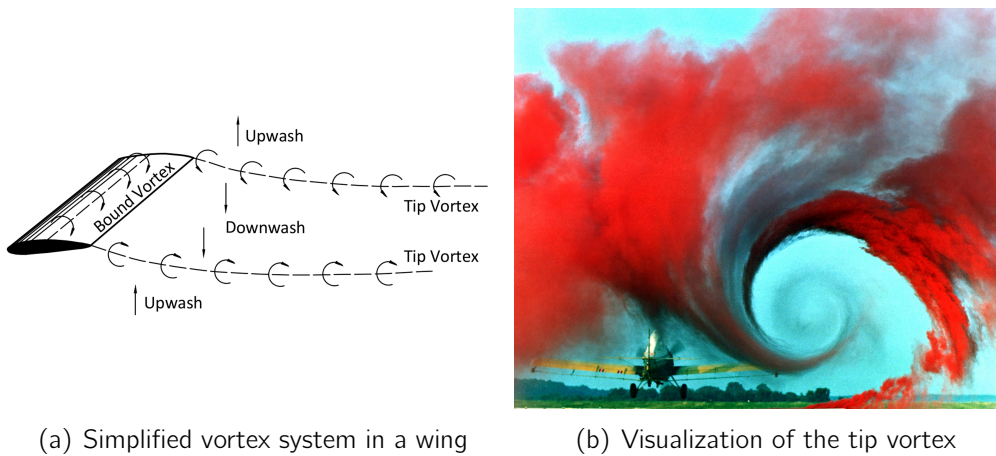 Upwash
Bound Vortex
Tip Vortex
Downwash
Tip Vortex
Upwash
(a) Simplified vortex system in a wing
(b) Visualization of the tip vortex